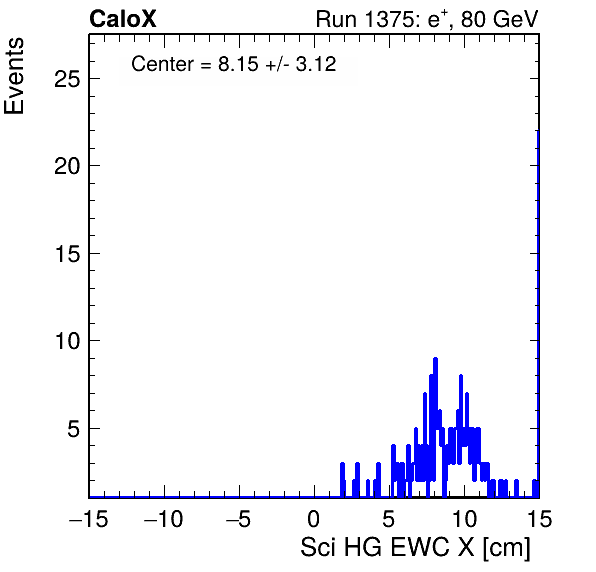 CaloX Run 1375: e⁺, 80 GeV
Center = 8.15 +/- 3.12
Events
25
20
15
10
5
−15 −10 −5 0 5 10 15
Sci HG EWC X [cm]